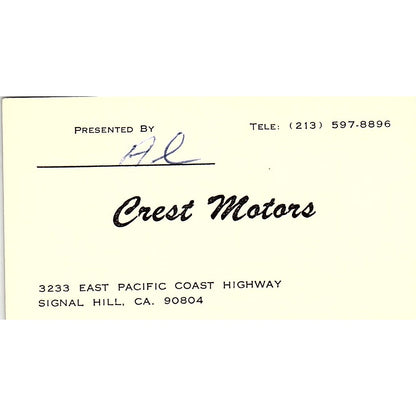 PRESENTED BY Al
TELE: (213) 597-8896
Crest Motors
3233 EAST PACIFIC COAST HIGHWAY
SIGNAL HILL, CA. 90804